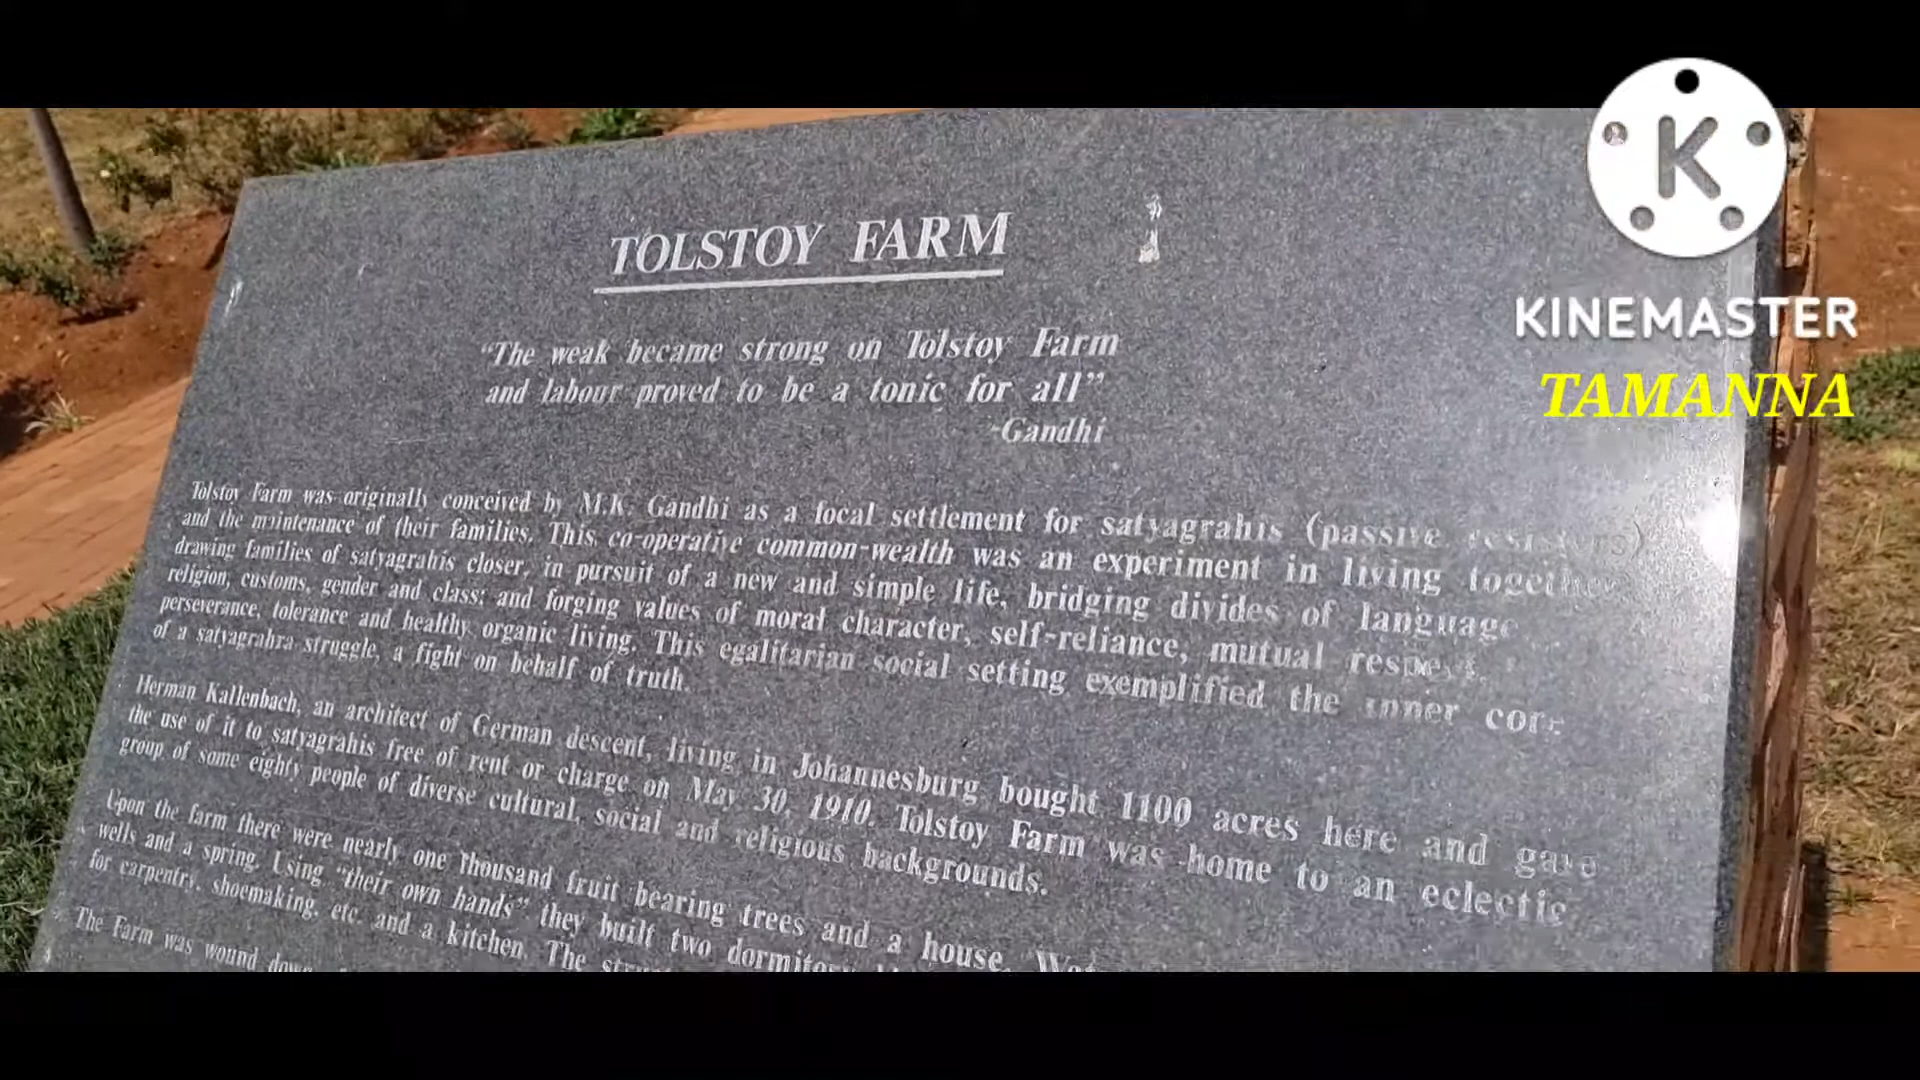 TOLSTOY FARM
"The weak became strong on Tolstoy Farm
and labour proved to be a tonic for all"
-Gandhi
Tolstoy Farm was originally conceived by M.K. Gandhi as a focal settlement for satyagrahis (passive resisters)
and the maintenance of their families. This co-operative common-wealth was an experiment in living together
drawing families of satyagrahis closer, in pursuit of a new and simple life, bridging divides of language
religion, customs, gender and class: and forging values of moral character, self-reliance, mutual respect,
perseverance, tolerance and healthy organic living. This egalitarian social setting exemplified the inner core
of a satyagrahra struggle, a fight on behalf of truth.
Herman Kallenbach, an architect of German descent, living in Johannesburg bought 1100 acres here and gave
the use of it to satyagrahis free of rent or charge on May 30, 1910. Tolstoy Farm was home to an eclectic
group of some eighty people of diverse cultural, social and religious backgrounds.
Upon the farm there were nearly one thousand fruit bearing trees and a house.
wells and a spring. Using "their own hands" they built two
for carpentry, shoemaking, etc. and a kitchen. The
The Farm was wound down
K
KINEMASTER
TAMANNA